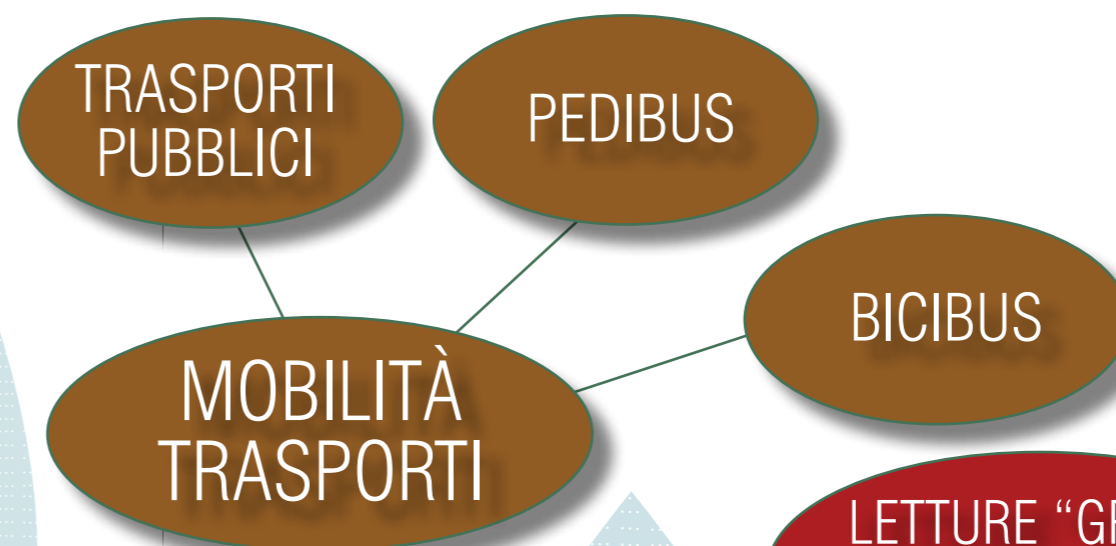 TRASPORTI
PUBBLICI
PEDIBUS
BICIBUS
MOBILITÀ
TRASPORTI
LETTURE